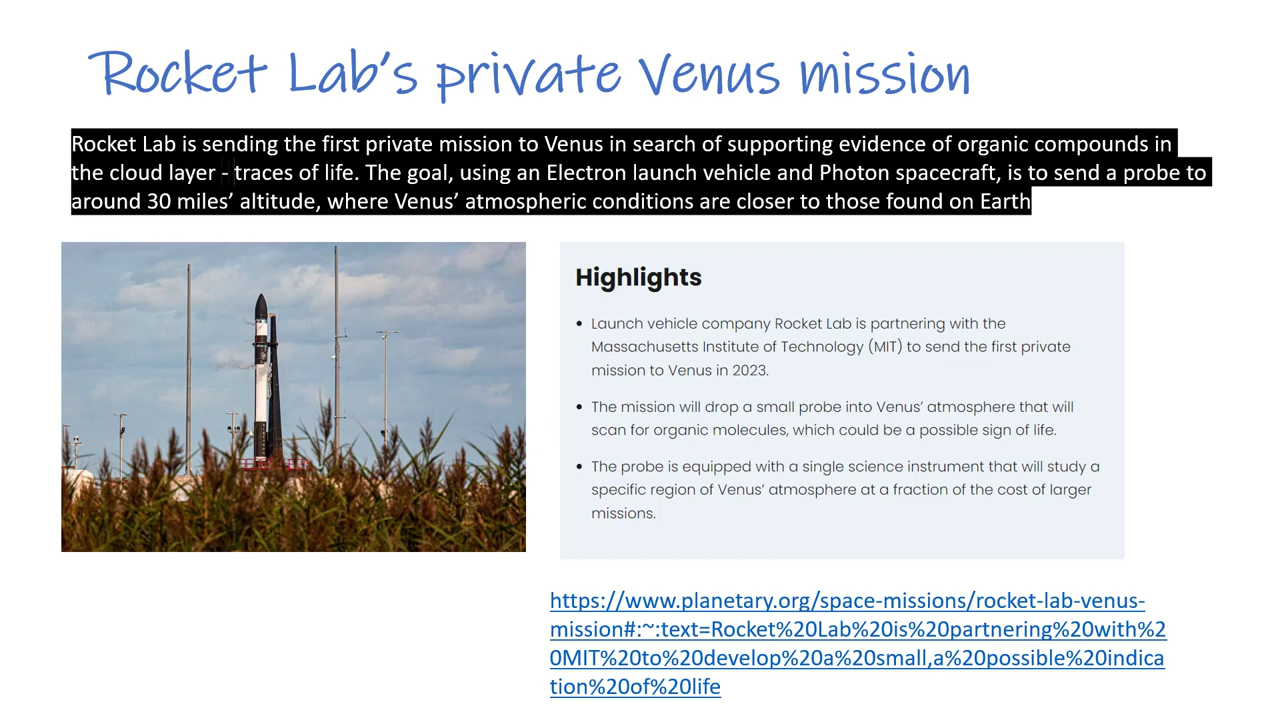 Rocket Lab's private Venus mission
Rocket Lab is sending the first private mission to Venus in search of supporting evidence of organic compounds in
the cloud layer - traces of life. The goal, using an Electron launch vehicle and Photon spacecraft, is to send a probe to
around 30 miles' altitude, where Venus' atmospheric conditions are closer to those found on Earth
Highlights
• Launch vehicle company Rocket Lab is partnering with the
Massachusetts Institute of Technology (MIT) to send the first private
mission to Venus in 2023.
• The mission will drop a small probe into Venus' atmosphere that will
scan for organic molecules, which could be a possible sign of life.
• The probe is equipped with a single science instrument that will study a
specific region of Venus' atmosphere at a fraction of the cost of larger
missions.
https://www.planetary.org/space-missions/rocket-lab-venus-
mission#:~:text=Rocket%20Lab%20is%20partnering%20with%2
0MIT%20to%20develop%20a%20small,a%20possible%20indica
tion%20of%20life